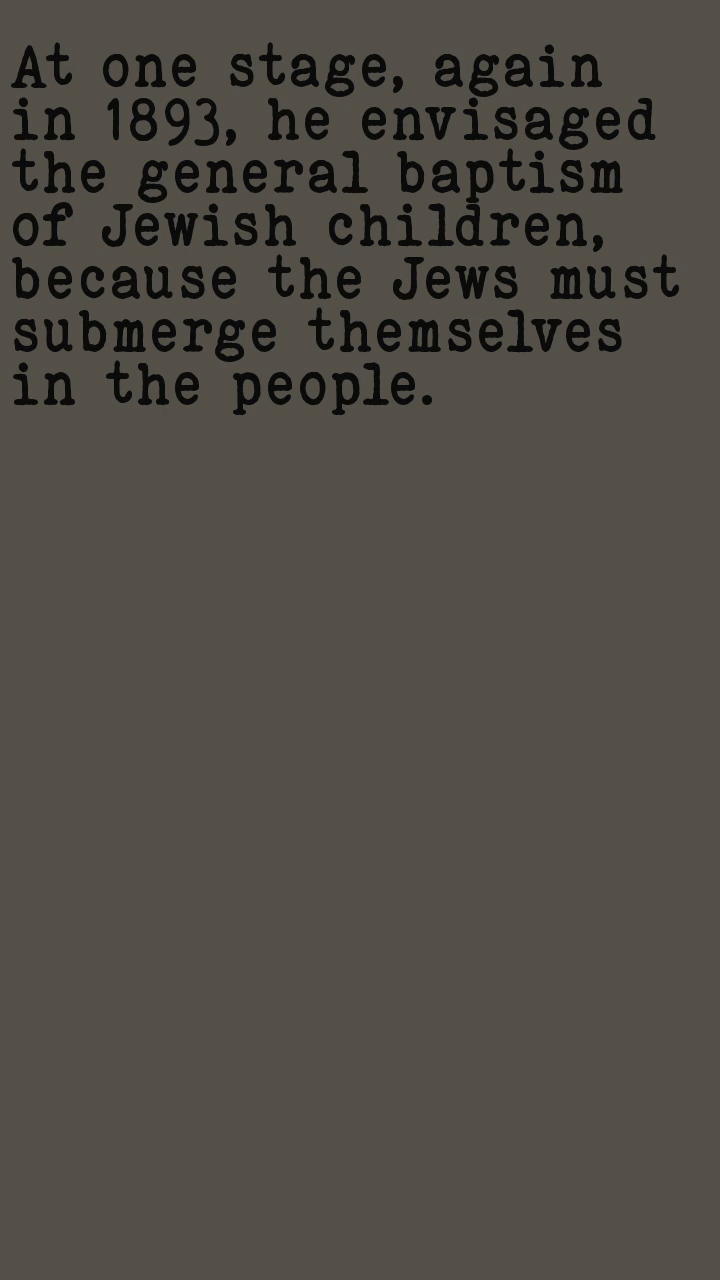 At one stage, again
in 1893, he envisaged
the general baptism
of Jewish children,
because the Jews must
submerge themselves
in the people.